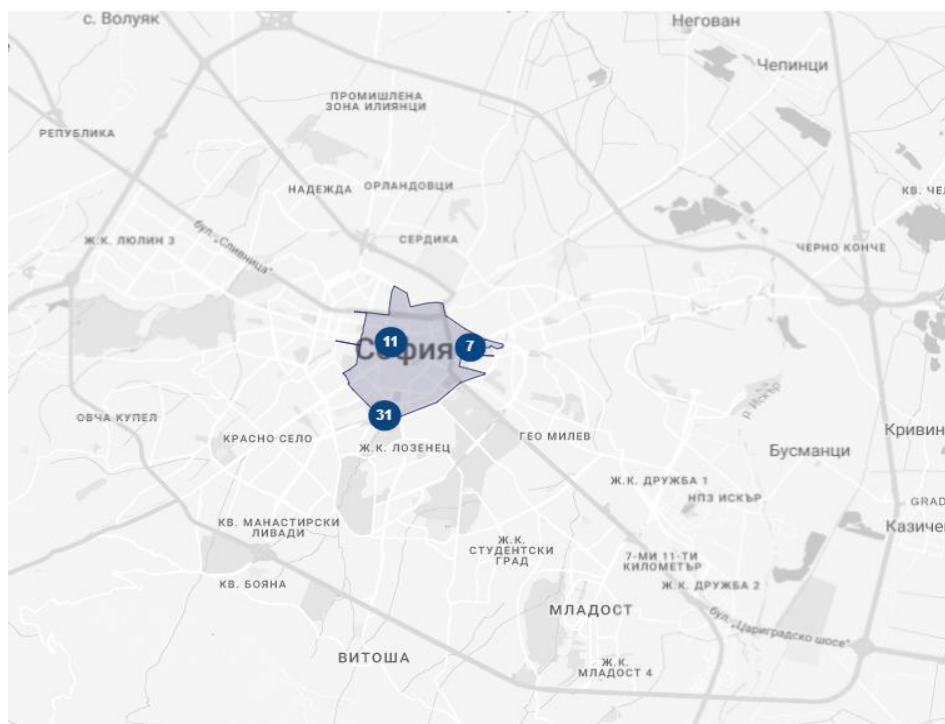 с. Волуяк
Негован
Чепинци
ПРОМИШЛЕНА
ЗОНА ИЛИЯНЦИ
РЕПУБЛИКА
НАДЕЖДА
ОРЛАНДОВЦИ
КВ. ЧЕЛ
Ж.К. ЛЮЛИН 3
бул. „Сливница“
СЕРДИКА
ЧЕРНО КОНЧЕ
11
София
7
31
ОВЧА КУПЕЛ
КРАСНО СЕЛО
Ж.К. ЛОЗЕНЕЦ
ГЕО МИЛЕВ
р. Искър
Кривин
Бусманци
Ж.К. ДРУЖБА 1
НПЗ ИСКЪР
GRAD
Казиче
КВ. МАНАСТИРСКИ
ЛИВАДИ
Ж.К.
СТУДЕНТСКИ
ГРАД
7-МИ 11-ТИ
КИЛОМЕТЪР
Ж.К. ДРУЖБА 2
КВ. БОЯНА
МЛАДОСТ
бул. „Цариградско шосе“
ВИТОША
Ж.К.
МЛАДОСТ 4